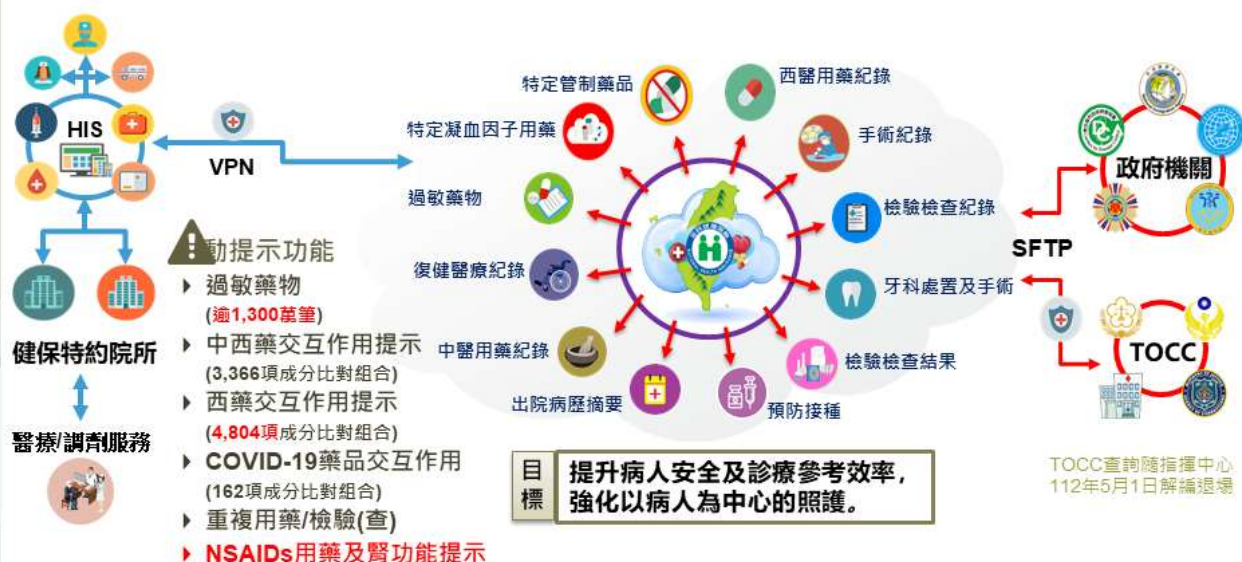 HIS
VPN
健保特約院所
醫療/調劑服務
動提示功能
▶ 過敏藥物
(逾1,300萬筆)
▶ 中西藥交互作用提示
(3,366項成分比對組合)
▶ 西藥交互作用提示
(4,804項成分比對組合)
▶ COVID-19藥品交互作用
(162項成分比對組合)
▶ 重複用藥/檢驗(查)
▶ NSAIDs用藥及腎功能提示
特定管制藥品
特定凝血因子用藥
過敏藥物
復健醫療紀錄
中醫用藥紀錄
出院病歷摘要
西醫用藥紀錄
手術紀錄
檢驗檢查紀錄
牙科處置及手術
檢驗檢查結果
預防接種
目標
提升病人安全及診療參考效率，
強化以病人為中心的照護。
SFTP
政府機關
TOCC
TOCC查詢隨指揮中心
112年5月1日解編退場